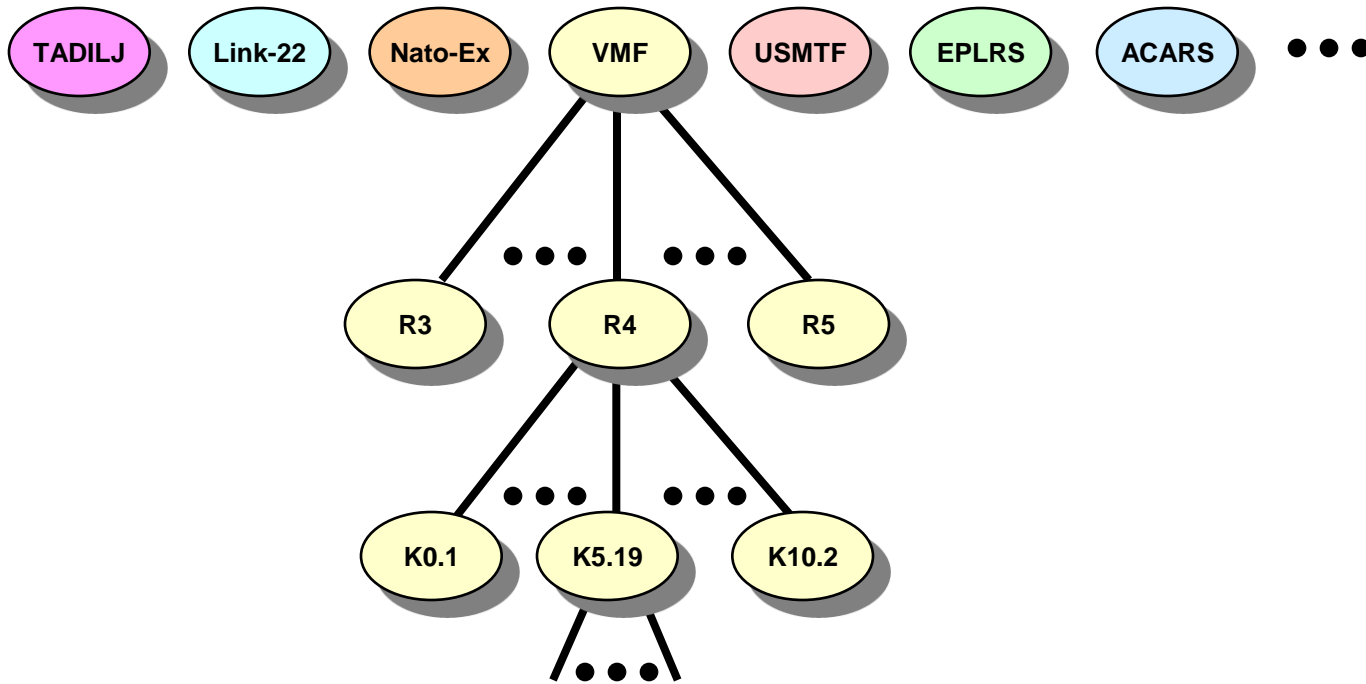 TADILJ Link-22 Nato-Ex VMF USMTF EPLRS ACARS
R3 R4 R5
K0.1 K5.19 K10.2